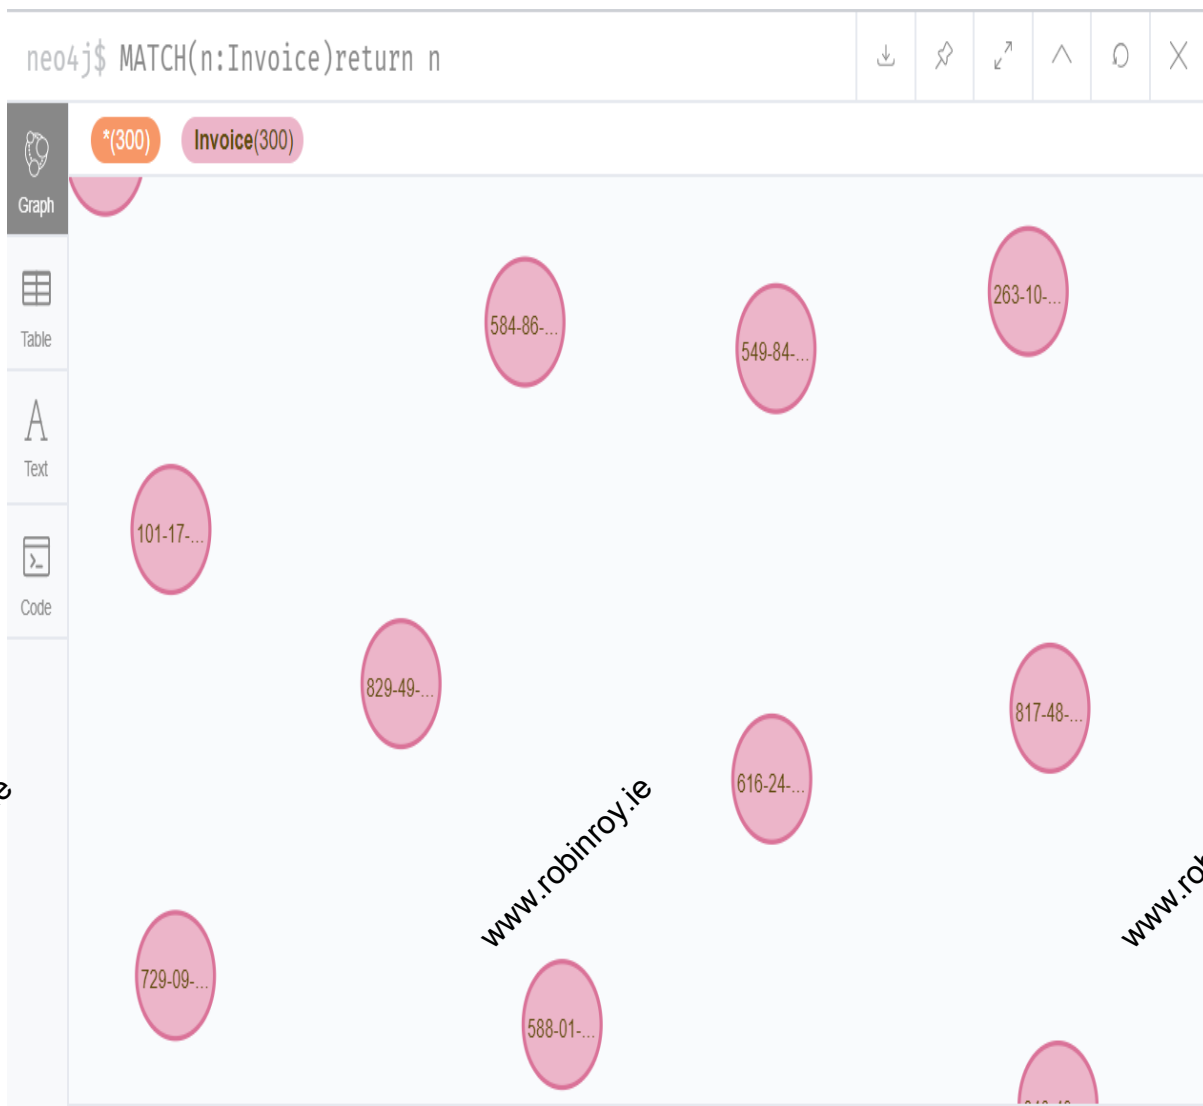 neo4j$ MATCH(n:Invoice)return n
*(300) Invoice(300)
Graph
Table
Text
Code
263-10-...
584-86-...
549-84-...
101-17-...
829-49-...
817-48-...
616-24-...
www.robinroy.ie
729-09-...
588-01-...